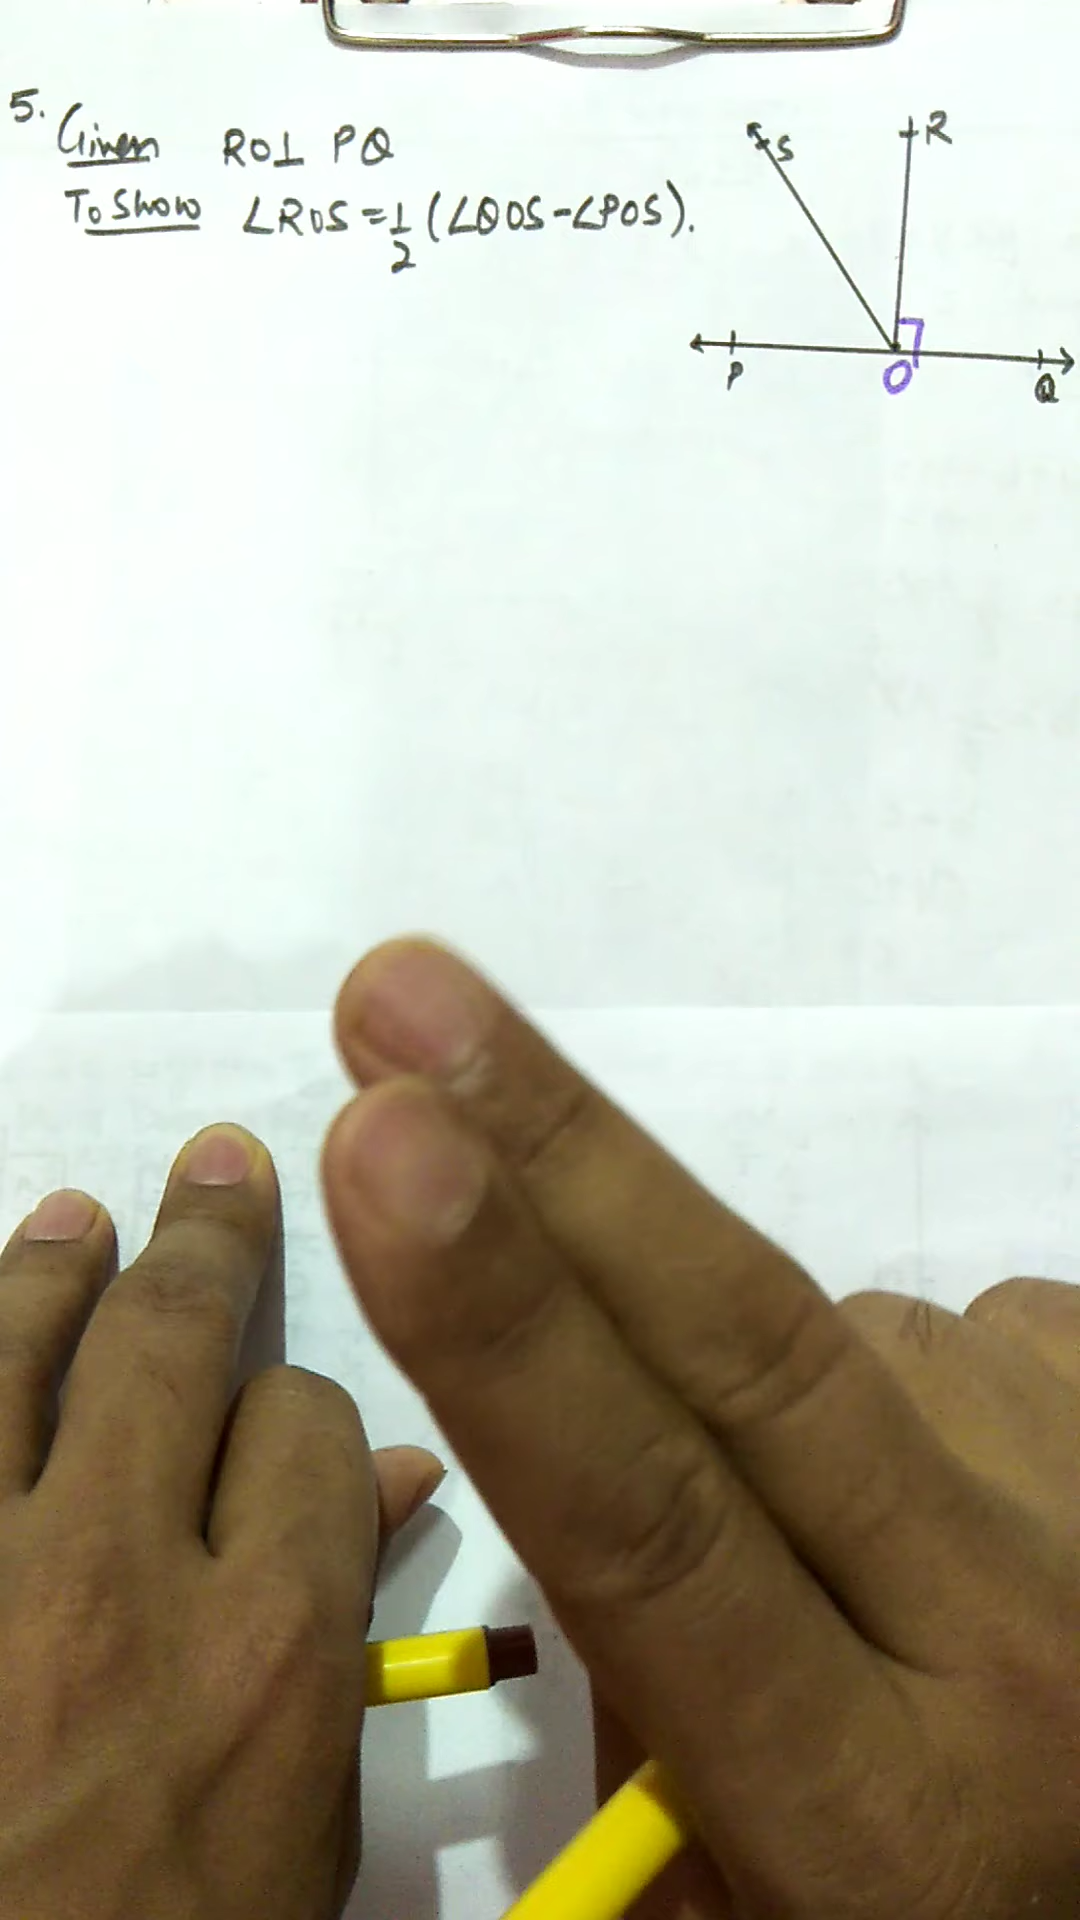 5.
Given RO⊥ PQ
To Show ∠ROS = 1/2 (∠QOS - ∠POS).
S
R
P
O
Q